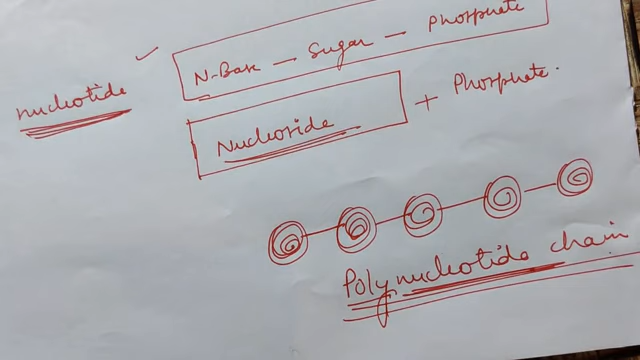 N-Base — Sugar — Phosphate
nucleotide
Nucleoside + Phosphate.
Polynucleotide chain